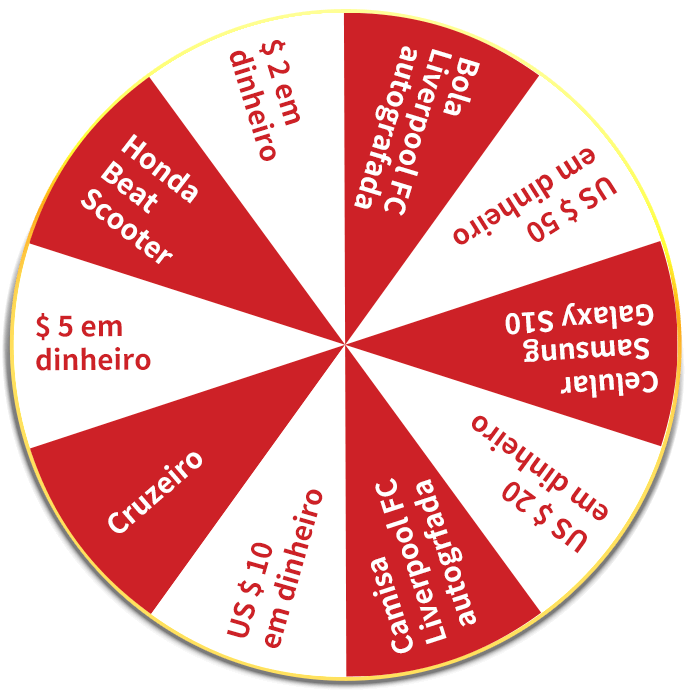 Bola
Liverpool FC
autografada
US $ 50
em dinheiro
Celular
Samsung
Galaxy S10
US $ 20
em dinheiro
Camisa
Liverpool FC
autogrfada
US $ 10
em dinheiro
Cruzeiro
$ 5 em
dinheiro
Honda
Beat
Scooter
$ 2 em
dinheiro